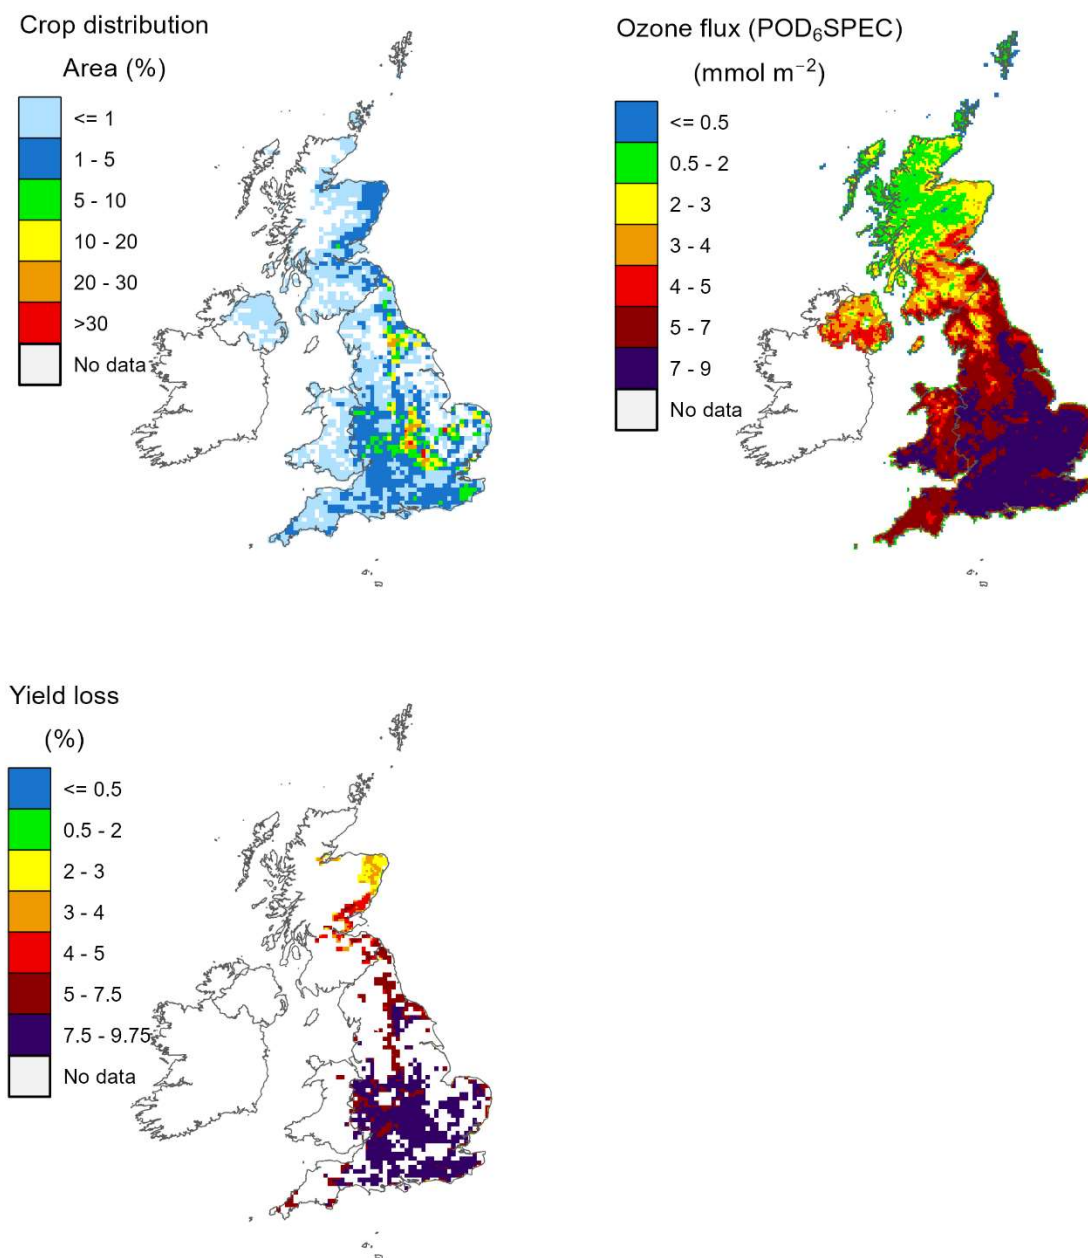 Crop distribution
Area (%)
<= 1
1 - 5
5 - 10
10 - 20
20 - 30
>30
No data
Ozone flux (POD₆SPEC)
(mmol m⁻²)
<= 0.5
0.5 - 2
2 - 3
3 - 4
4 - 5
5 - 7
7 - 9
No data
Yield loss
(%)
<= 0.5
0.5 - 2
2 - 3
3 - 4
4 - 5
5 - 7.5
7.5 - 9.75
No data